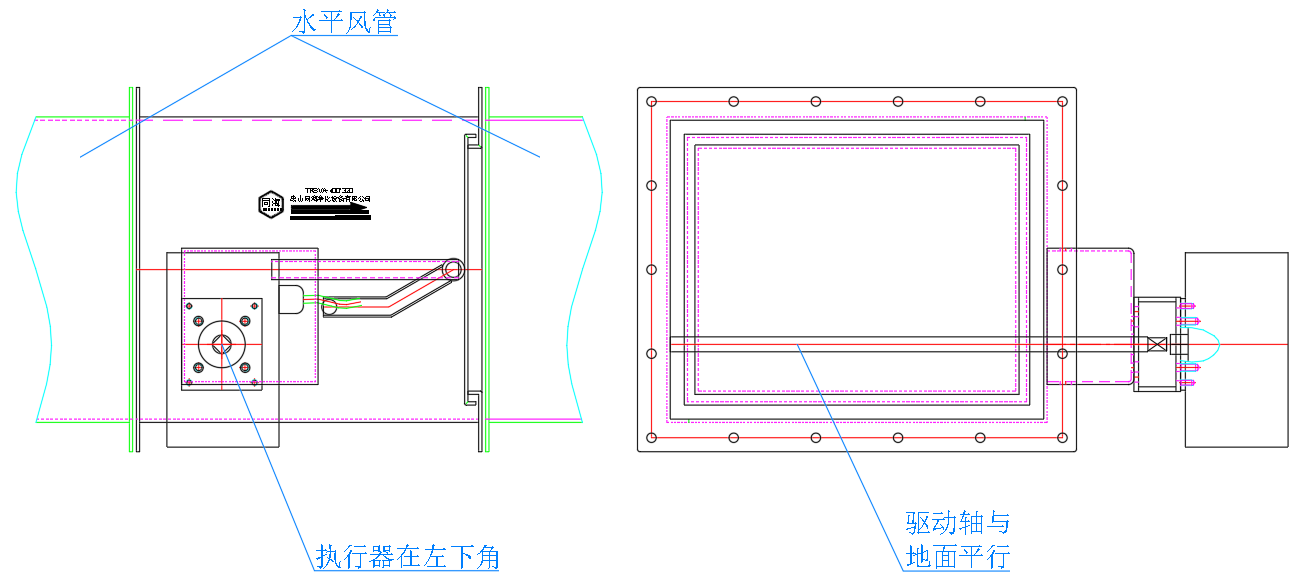 水平风管
同海
执行器在左下角
驱动轴与
地面平行